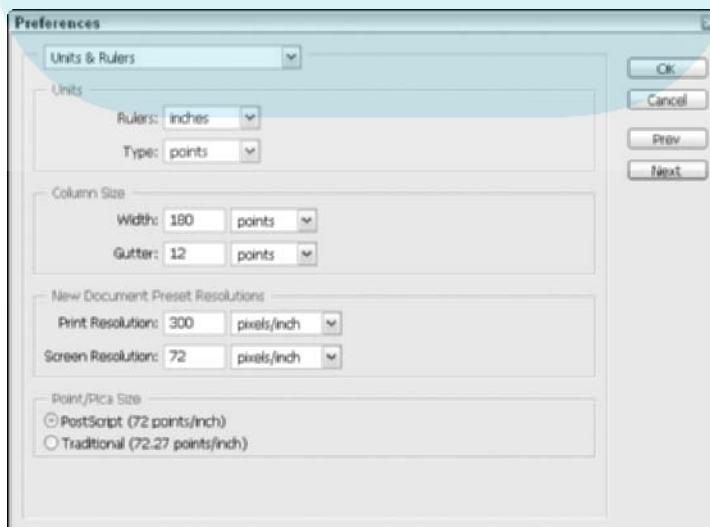 Preferences
Units & Rulers
OK
Cancel
Prev
Next
Units
Rulers: inches
Type: points
Column Size
Width: 180 points
Gutter: 12 points
New Document Preset Resolutions
Print Resolution: 300 pixels/inch
Screen Resolution: 72 pixels/inch
Point/Pica Size
PostScript (72 points/inch)
Traditional (72.27 points/inch)